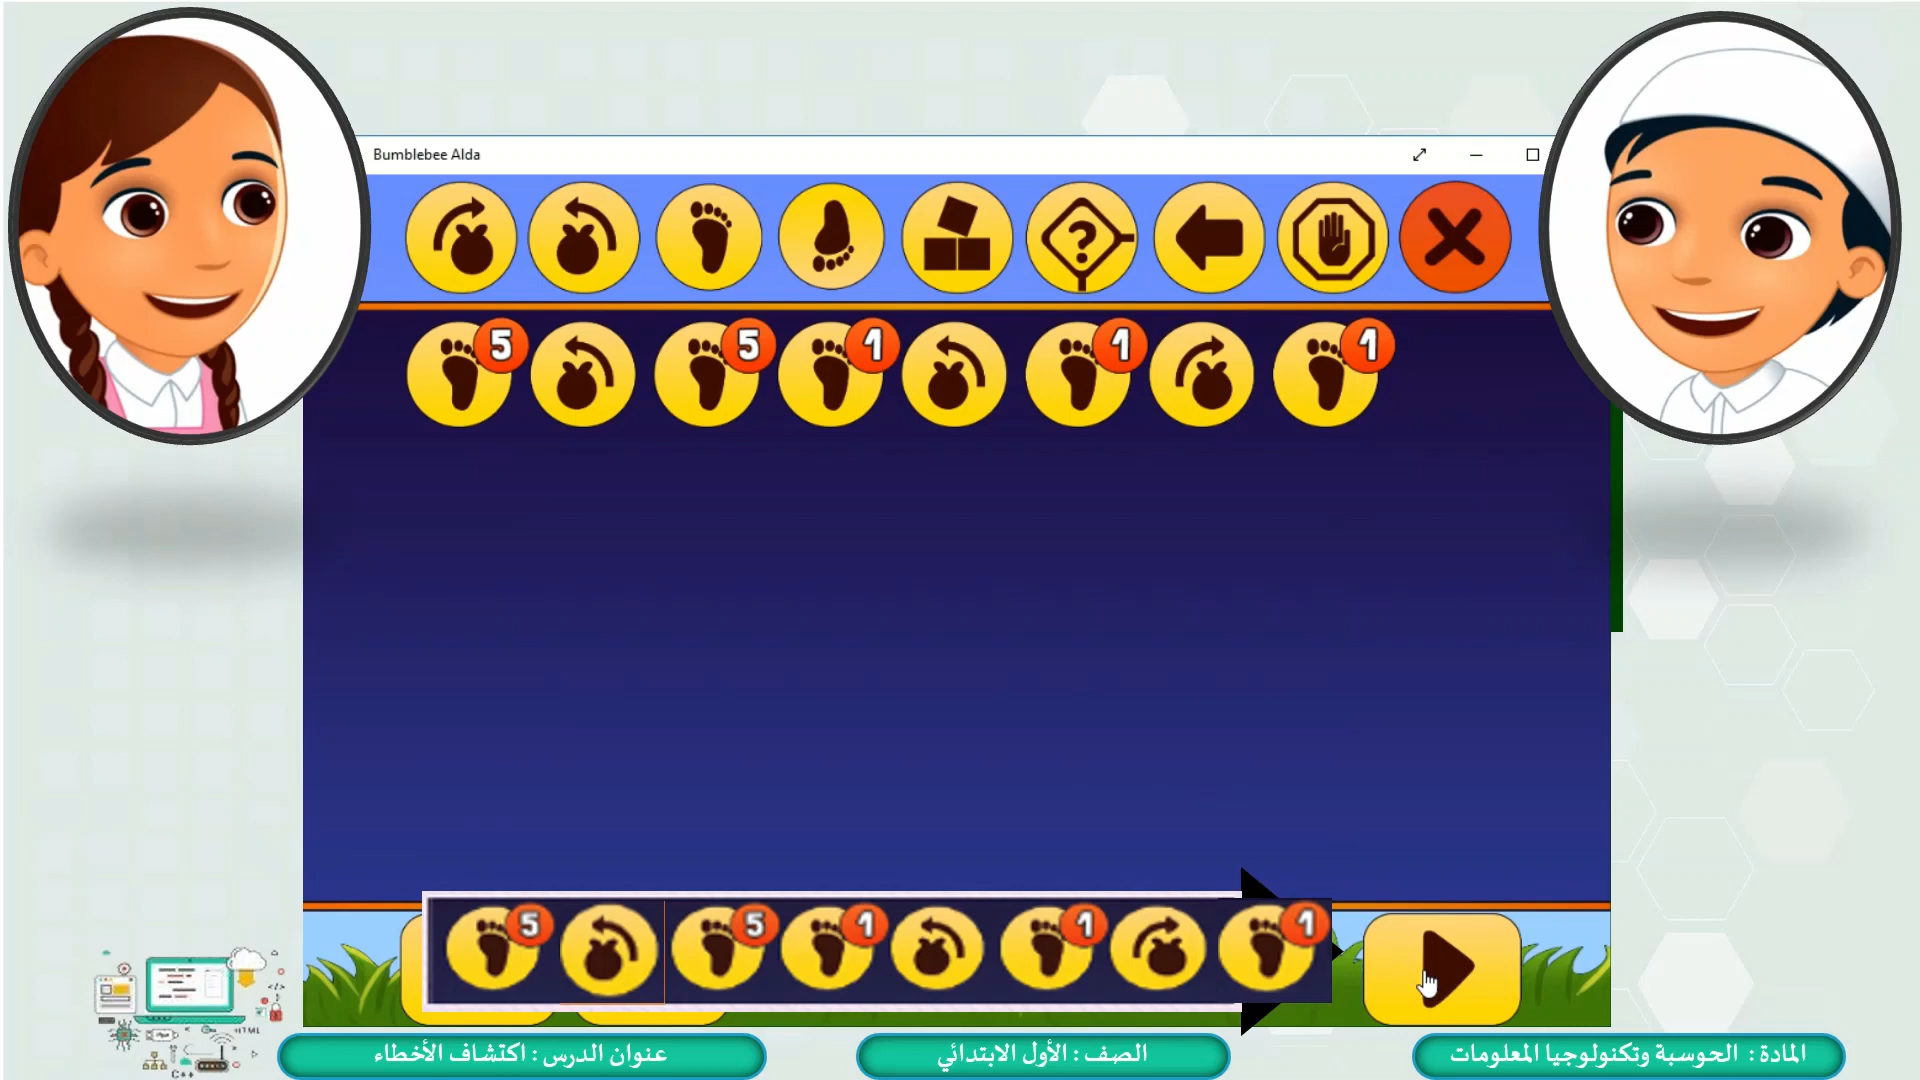 Bumblebee Alda
5 5 1 1 1
5 5 1 1 1
HTML
C++
المادة : الحوسبة وتكنولوجيا المعلومات
الصف : الأول الابتدائي
عنوان الدرس : اكتشاف الأخطاء